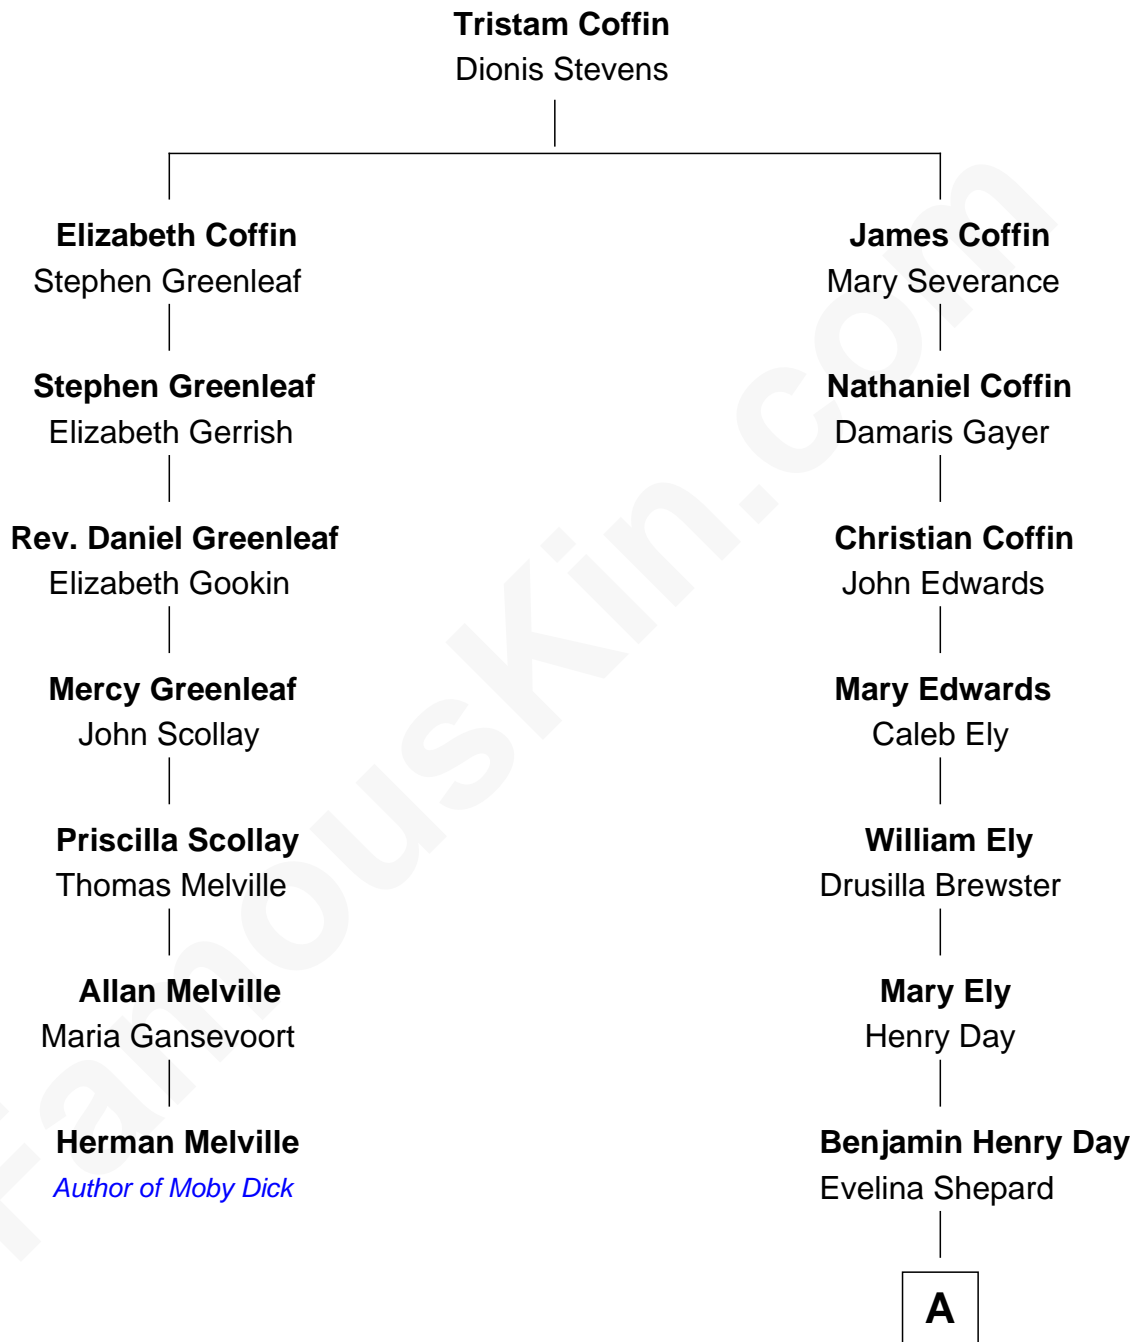 Tristam Coffin
Dionis Stevens
Elizabeth Coffin
Stephen Greenleaf
James Coffin
Mary Severance
Stephen Greenleaf
Elizabeth Gerrish
Nathaniel Coffin
Damaris Gayer
Rev. Daniel Greenleaf
Elizabeth Gookin
Christian Coffin
John Edwards
Mercy Greenleaf
John Scollay
Mary Edwards
Caleb Ely
Priscilla Scollay
Thomas Melville
William Ely
Drusilla Brewster
Allan Melville
Maria Gansevoort
Mary Ely
Henry Day
Herman Melville
Author of Moby Dick
Benjamin Henry Day
Evelina Shepard
A
FamousKin.com